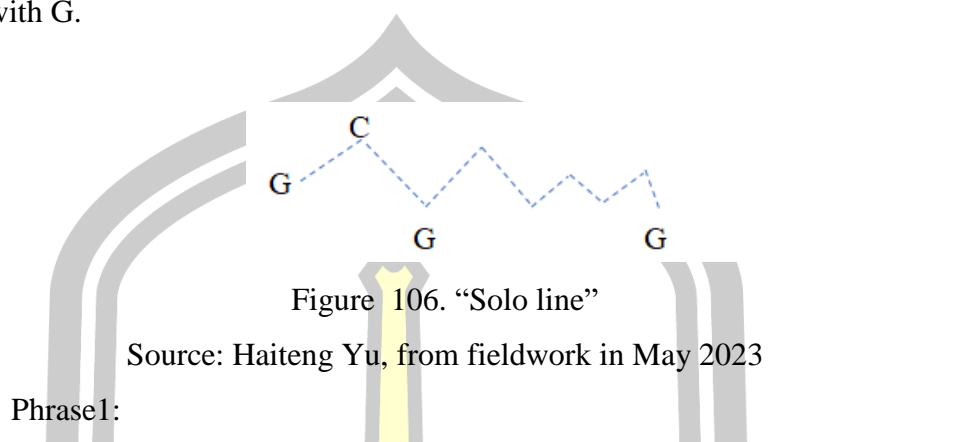 with G.
C
G
G
G
Figure 106. “Solo line”
Source: Haiteng Yu, from fieldwork in May 2023
Phrase1: